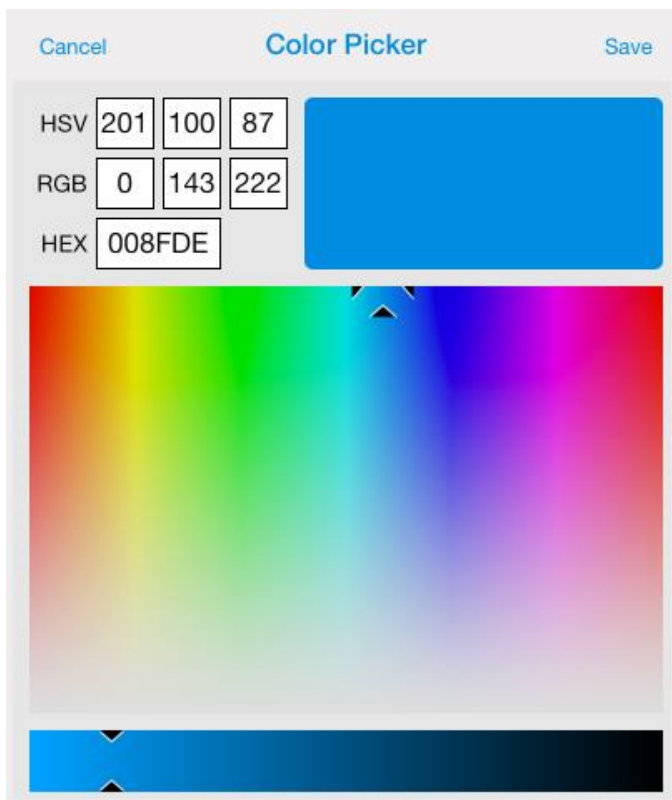 Cancel Color Picker Save
HSV 201 100 87
RGB 0 143 222
HEX 008FDE